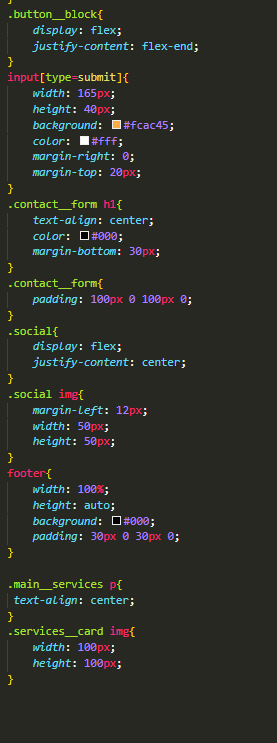 }
.button__block{
display: flex;
justify-content: flex-end;
}
input[type=submit]{
width: 165px;
height: 40px;
background: #fcac45;
color: #fff;
margin-right: 0;
margin-top: 20px;
}
.contact__form h1{
text-align: center;
color: #000;
margin-bottom: 30px;
}
.contact__form{
padding: 100px 0 100px 0;
}
.social{
display: flex;
justify-content: center;
}
.social img{
margin-left: 12px;
width: 50px;
height: 50px;
}
footer{
width: 100%;
height: auto;
background: #000;
padding: 30px 0 30px 0;
}
.main__services p{
text-align: center;
}
.services__card img{
width: 100px;
height: 100px;
}